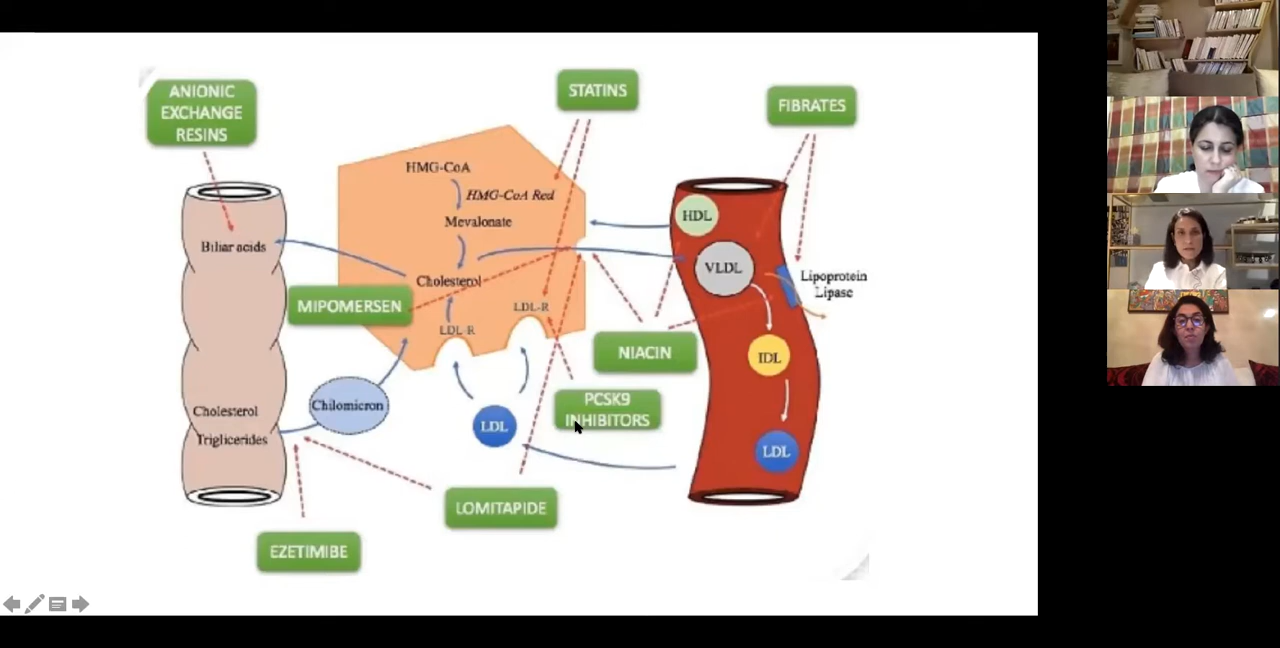 ANIONIC
EXCHANGE
RESINS
STATINS
FIBRATES
HMG-CoA
HMG-CoA Red
Mevalonate
Cholesterol
Biliar acids
MIPOMERSEN
LDL-R
LDL-R
HDL
VLDL
Lipoprotein
Lipase
NIACIN
IDL
PCSK9
INHIBITORS
Chilomicron
LDL
Cholesterol
Triglicerides
LDL
LOMITAPIDE
EZETIMIBE